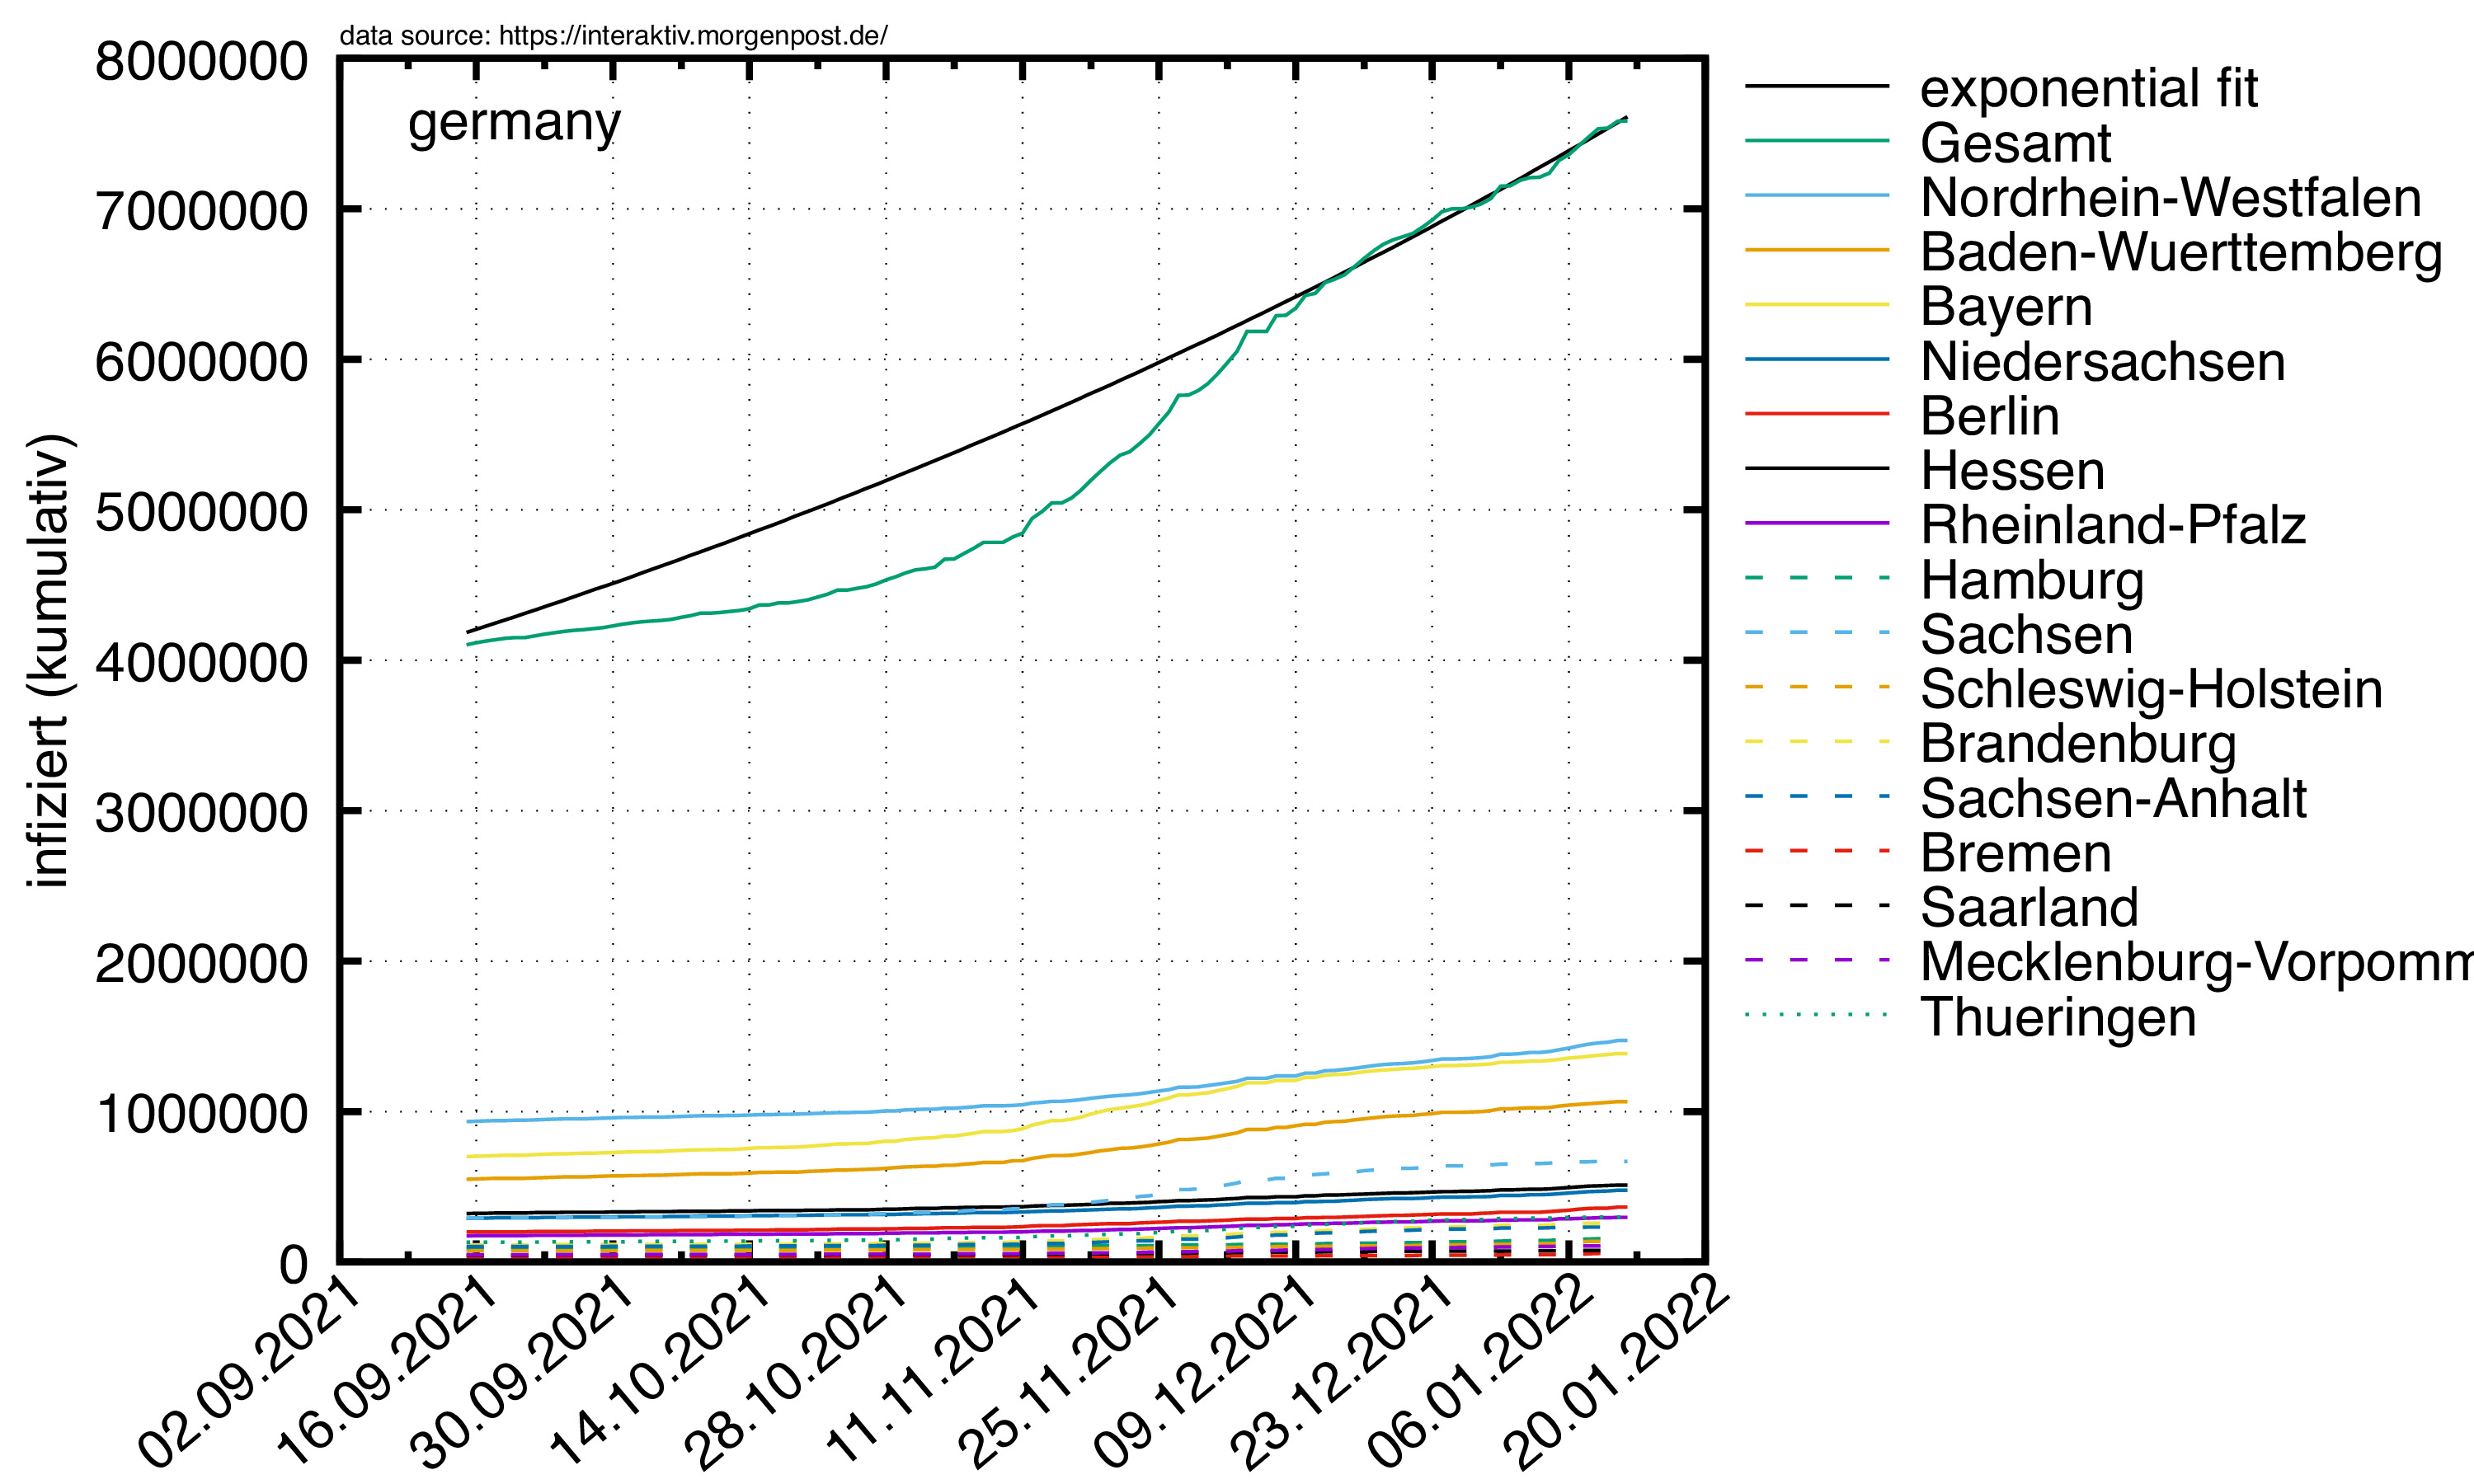 data source: https://interaktiv.morgenpost.de/
germany
infiziert (kumulativ)
8000000
7000000
6000000
5000000
4000000
3000000
2000000
1000000
0
02.09.2021
16.09.2021
30.09.2021
14.10.2021
28.10.2021
11.11.2021
25.11.2021
09.12.2021
23.12.2021
06.01.2022
20.01.2022
exponential fit
Gesamt
Nordrhein-Westfalen
Baden-Wuerttemberg
Bayern
Niedersachsen
Berlin
Hessen
Rheinland-Pfalz
Hamburg
Sachsen
Schleswig-Holstein
Brandenburg
Sachsen-Anhalt
Bremen
Saarland
Mecklenburg-Vorpomm
Thueringen